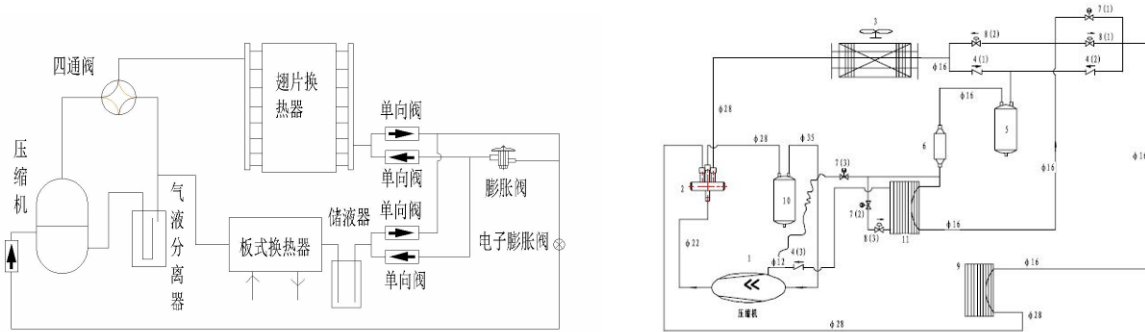 四通阀
翅片换
热器
单向阀
单向阀
压缩机
气液分离器
膨胀阀
储液器
单向阀
板式换热器
电子膨胀阀
单向阀
3
7(1)
8(2)
8(1)
φ16
4(1)
4(2)
φ28
φ16
5
φ28
φ35
6
7(3)
φ16
φ16
2
10
7(2)
8(3)
11
φ16
φ22
4(3)
1
φ12
9
φ16
压缩机
φ28
φ28